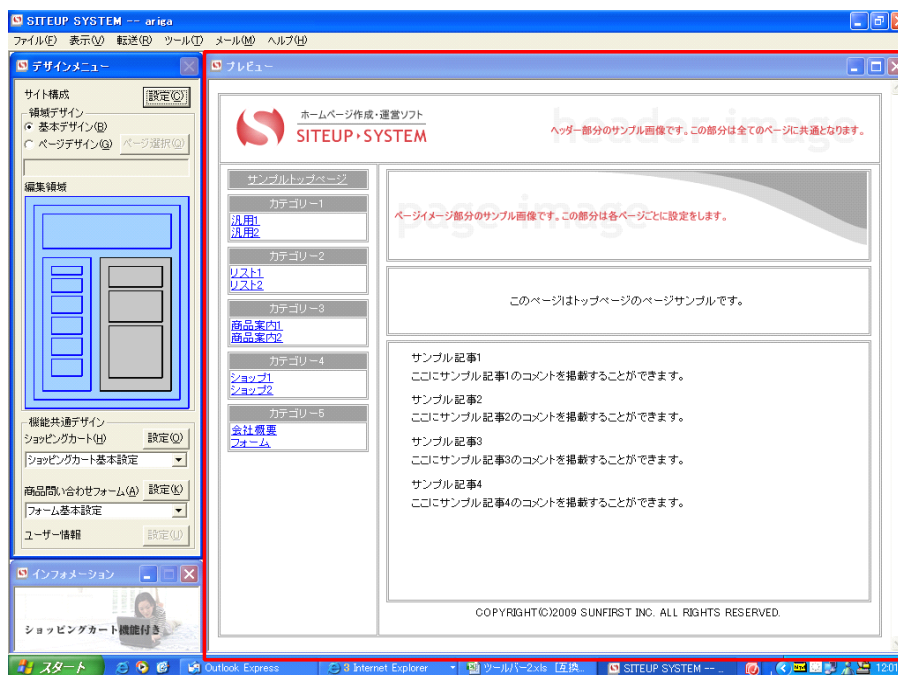 SITEUP SYSTEM -- ariga
ファイル(F) 表示(V) 転送(R) ツール(T) メール(M) ヘルプ(H)
デザインメニュー
サイト構成 設定(C)
領域デザイン
基本デザイン(B)
ページデザイン(G) ページ選択(Q)
編集領域
機能共通デザイン
ショッピングカート(H) 設定(O)
ショッピングカート基本設定
商品問い合わせフォーム(A) 設定(K)
フォーム基本設定
ユーザー情報 設定(U)
インフォメーション
ショッピングカート機能付き
プレビュー
ホームページ作成・運営ソフト
SITEUP SYSTEM
header-image
ヘッダー部分のサンプル画像です。この部分は全てのページに共通となります。
サンプルトップページ
カテゴリー1
汎用1
汎用2
カテゴリー2
リスト1
リスト2
カテゴリー3
商品案内1
商品案内2
カテゴリー4
ショップ1
ショップ2
カテゴリー5
会社概要
フォーム
page-image
ページイメージ部分のサンプル画像です。この部分は各ページごとに設定をします。
このページはトップページのページサンプルです。
サンプル記事1
ここにサンプル記事1のコメントを掲載することができます。
サンプル記事2
ここにサンプル記事2のコメントを掲載することができます。
サンプル記事3
ここにサンプル記事3のコメントを掲載することができます。
サンプル記事4
ここにサンプル記事4のコメントを掲載することができます。
COPYRIGHT(C)2009 SUNFIRST INC. ALL RIGHTS RESERVED.
スタート Outlook Express 3 Internet Explorer ツールバー2.xls [互換... SITEUP SYSTEM -- ... 12:01